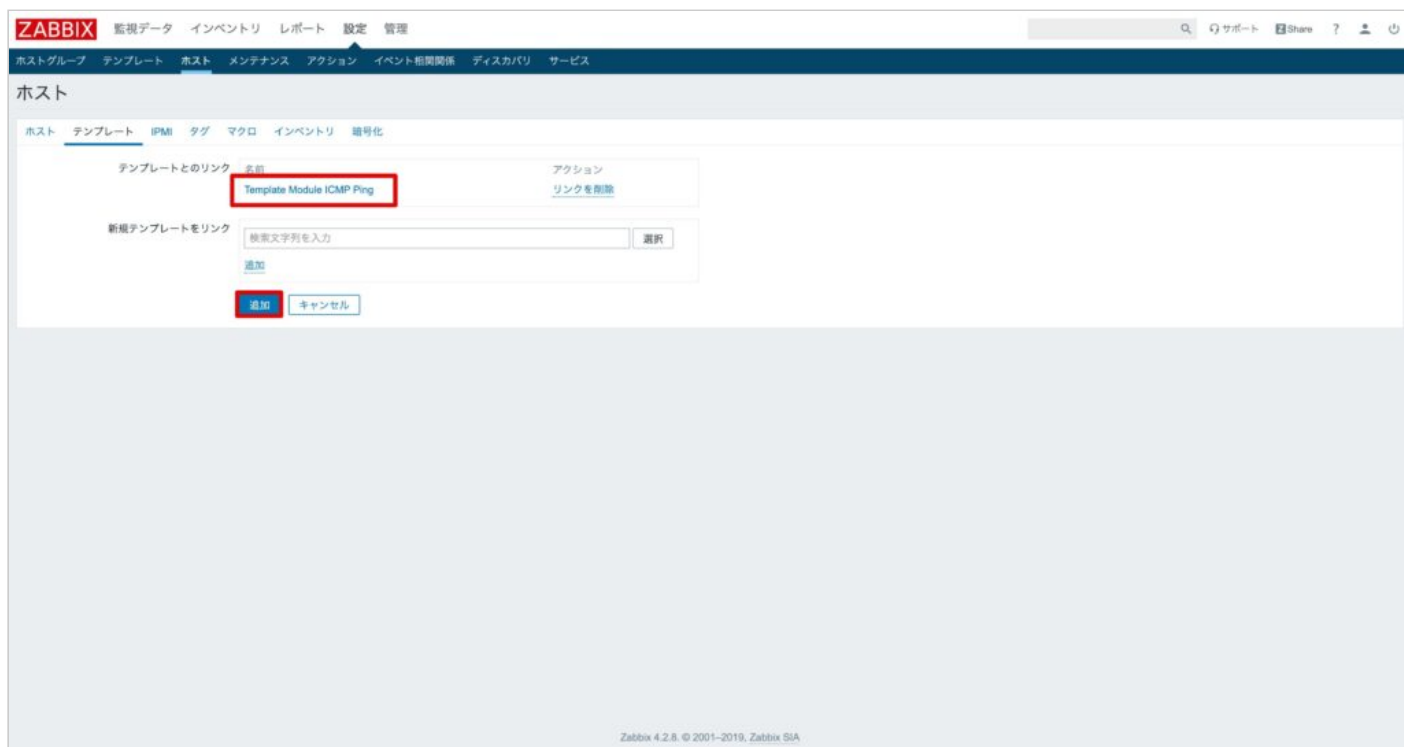 ZABBIX 監視データ インベントリ レポート 設定 管理 サポート Share ?
ホストグループ テンプレート ホスト メンテナンス アクション イベント相関関係 ディスカバリ サービス
ホスト
ホスト テンプレート IPMI タグ マクロ インベントリ 暗号化
テンプレートとのリンク 名前 アクション
Template Module ICMP Ping リンクを削除
新規テンプレートをリンク 検索文字列を入力 選択
追加
追加 キャンセル
Zabbix 4.2.8. © 2001–2019, Zabbix SIA